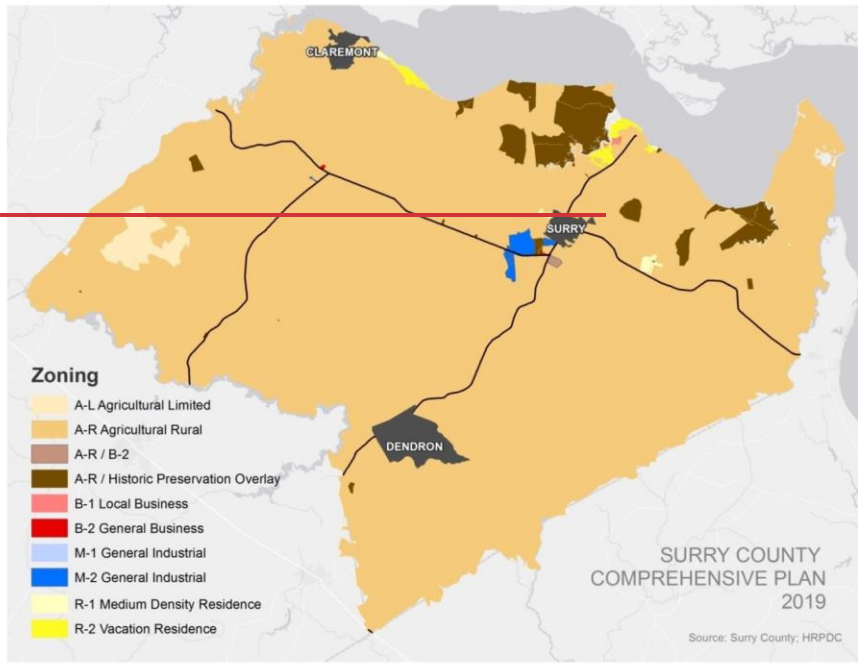 CLAREMONT
SURRY
DENDRON
Zoning
A-L Agricultural Limited
A-R Agricultural Rural
A-R / B-2
A-R / Historic Preservation Overlay
B-1 Local Business
B-2 General Business
M-1 General Industrial
M-2 General Industrial
R-1 Medium Density Residence
R-2 Vacation Residence
SURRY COUNTY
COMPREHENSIVE PLAN
2019
Source: Surry County; HRPDC